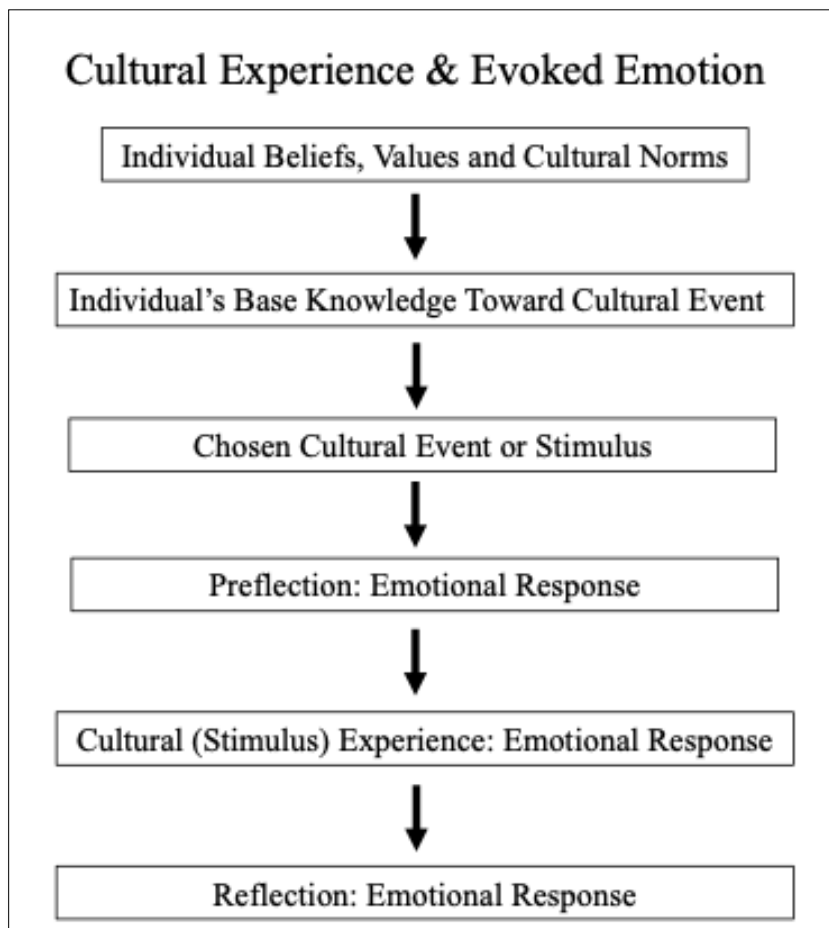 Cultural Experience & Evoked Emotion
Individual Beliefs, Values and Cultural Norms
Individual’s Base Knowledge Toward Cultural Event
Chosen Cultural Event or Stimulus
Preflection: Emotional Response
Cultural (Stimulus) Experience: Emotional Response
Reflection: Emotional Response